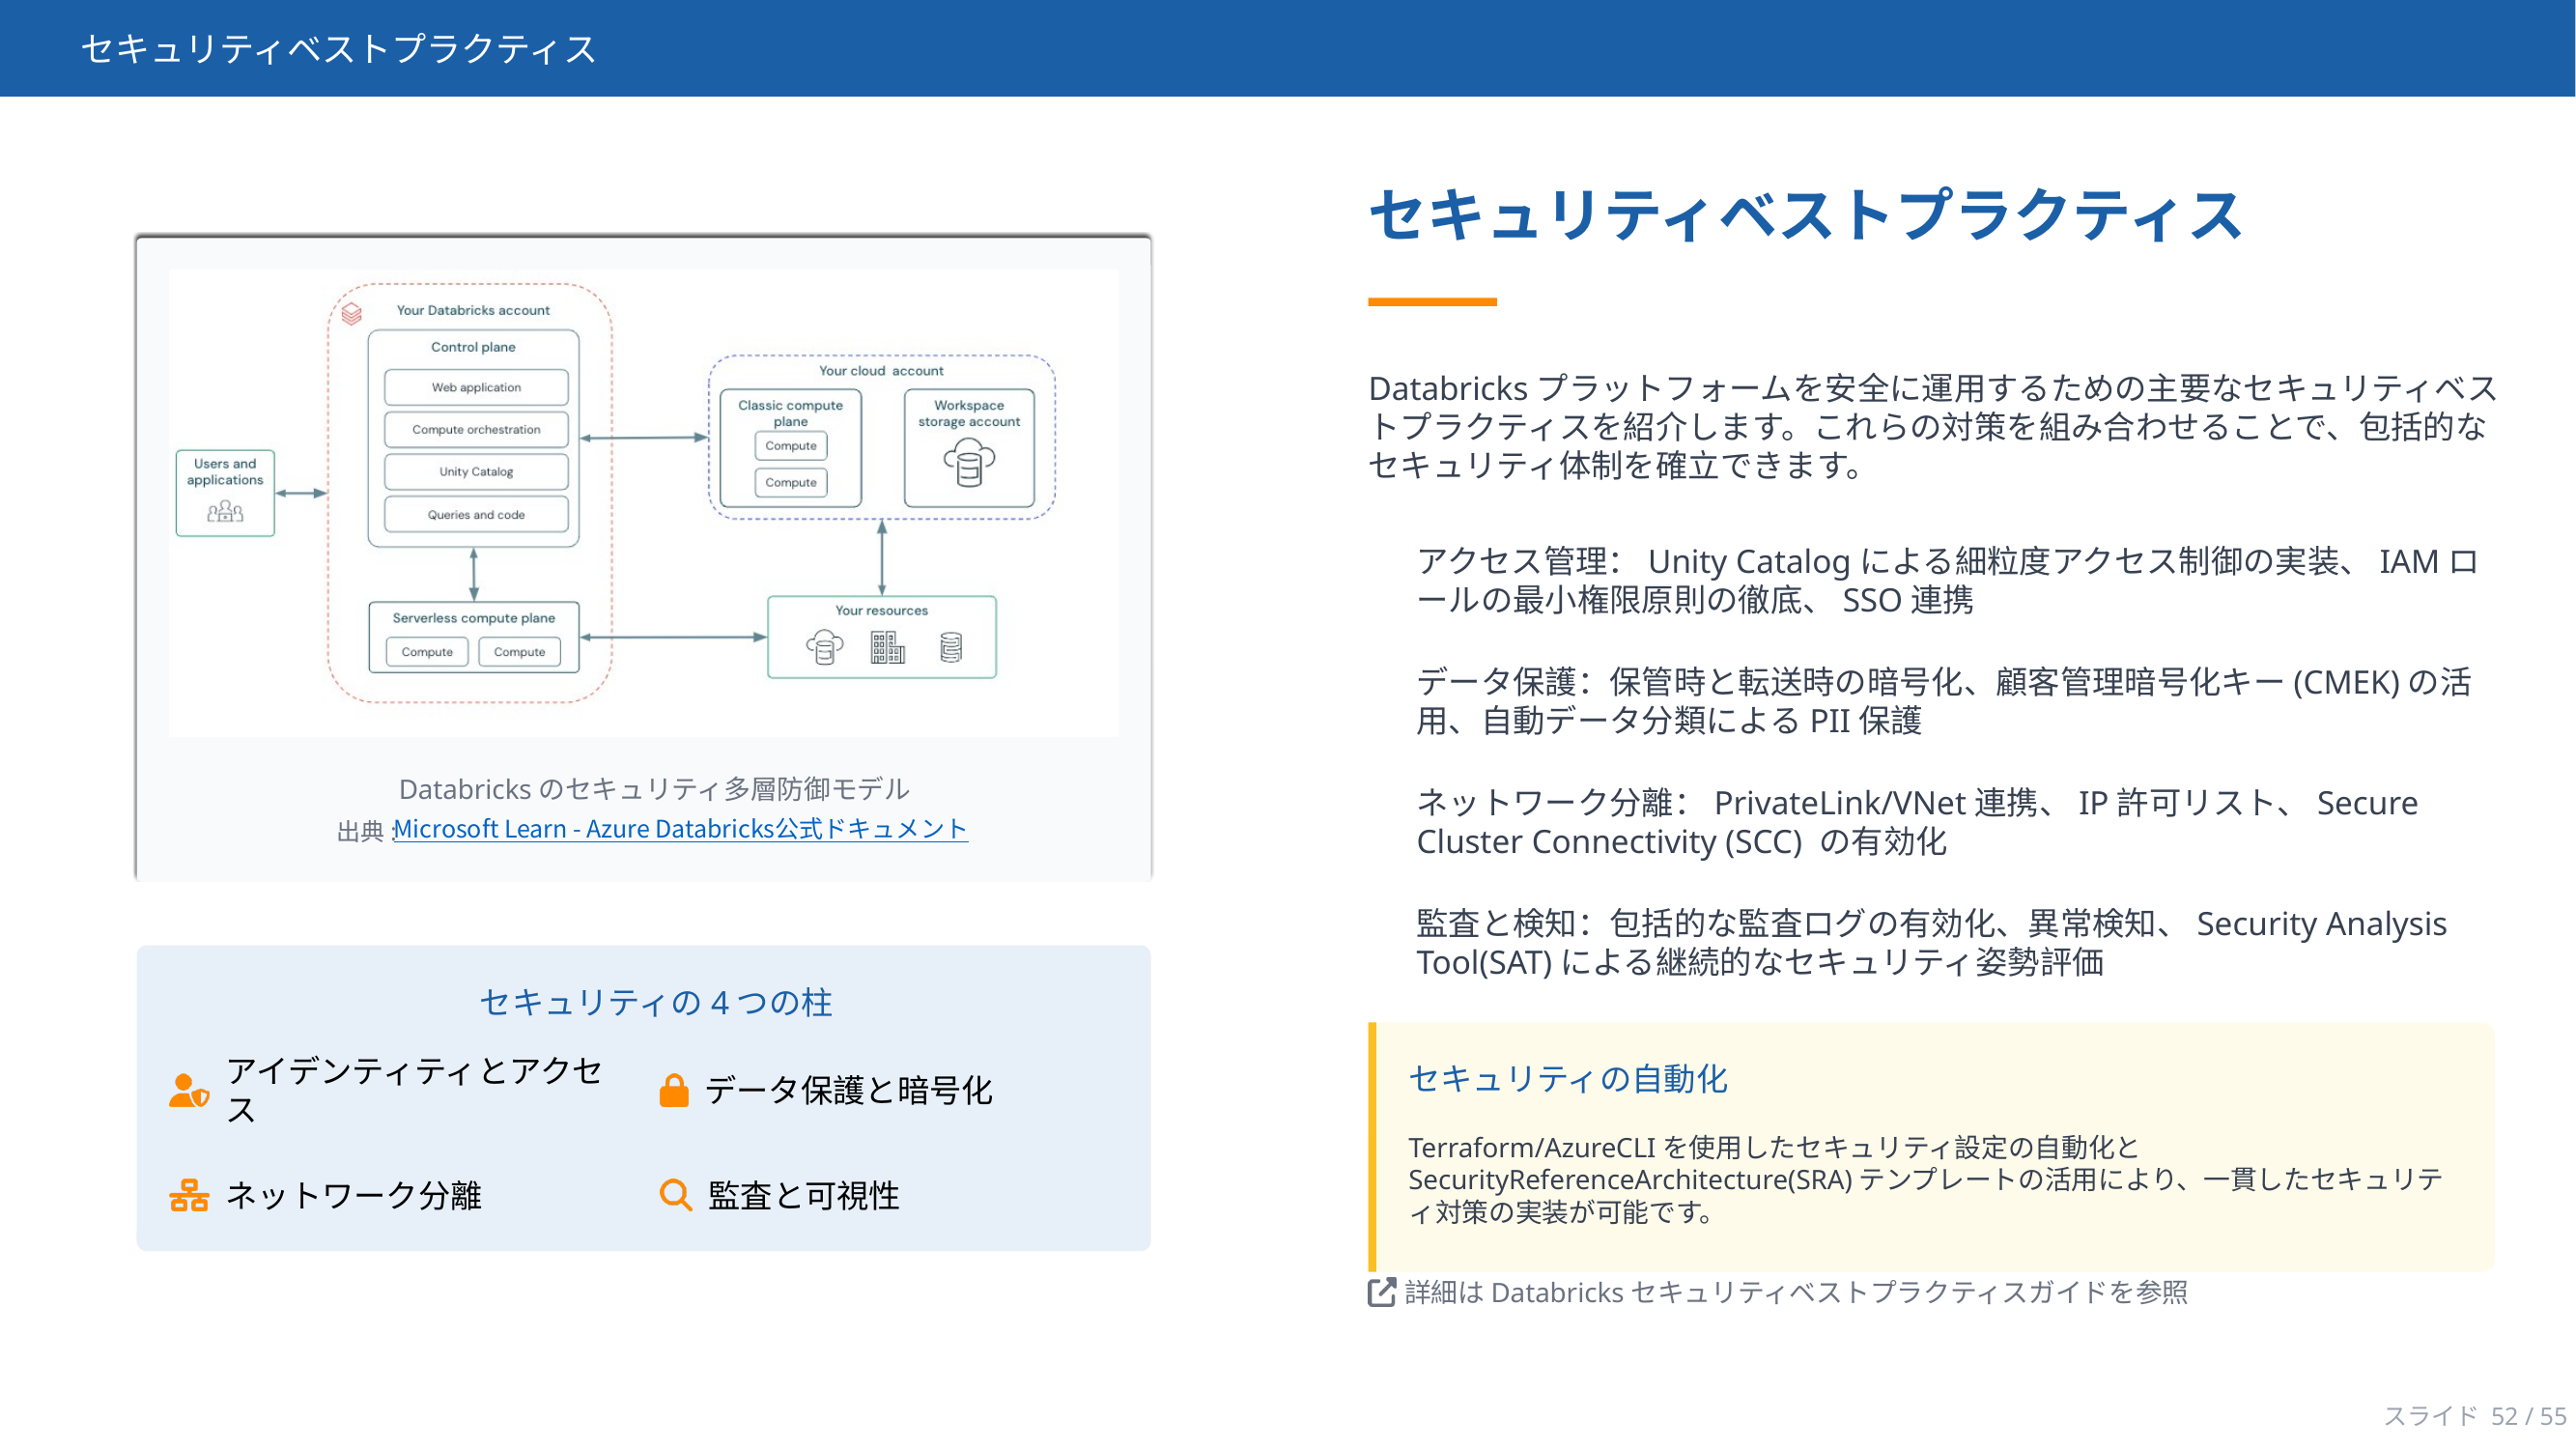 セキュリティベストプラクティス
Your Databricks account
Control plane
Web application
Compute orchestration
Unity Catalog
Queries and code
Users and
applications
Serverless compute plane
Compute
Compute
Your cloud account
Classic compute
plane
Compute
Compute
Workspace
storage account
Your resources
Databricks のセキュリティ多層防御モデル
出典 :Microsoft Learn - Azure Databricks公式ドキュメント
セキュリティの 4 つの柱
アイデンティティとアクセ
ス
データ保護と暗号化
ネットワーク分離
監査と可視性
セキュリティベストプラクティス
Databricks プラットフォームを安全に運用するための主要なセキュリティベス
トプラクティスを紹介します。これらの対策を組み合わせることで、包括的な
セキュリティ体制を確立できます。
アクセス管理： Unity Catalog による細粒度アクセス制御の実装、 IAM ロ
ールの最小権限原則の徹底、 SSO 連携
データ保護：保管時と転送時の暗号化、顧客管理暗号化キー (CMEK) の活
用、自動データ分類による PII 保護
ネットワーク分離： PrivateLink/VNet 連携、 IP 許可リスト、 Secure
Cluster Connectivity (SCC) の有効化
監査と検知：包括的な監査ログの有効化、異常検知、 Security Analysis
Tool(SAT) による継続的なセキュリティ姿勢評価
セキュリティの自動化
Terraform/AzureCLI を使用したセキュリティ設定の自動化と
SecurityReferenceArchitecture(SRA) テンプレートの活用により、一貫したセキュリテ
ィ対策の実装が可能です。
詳細は Databricks セキュリティベストプラクティスガイドを参照
スライド 52 / 55